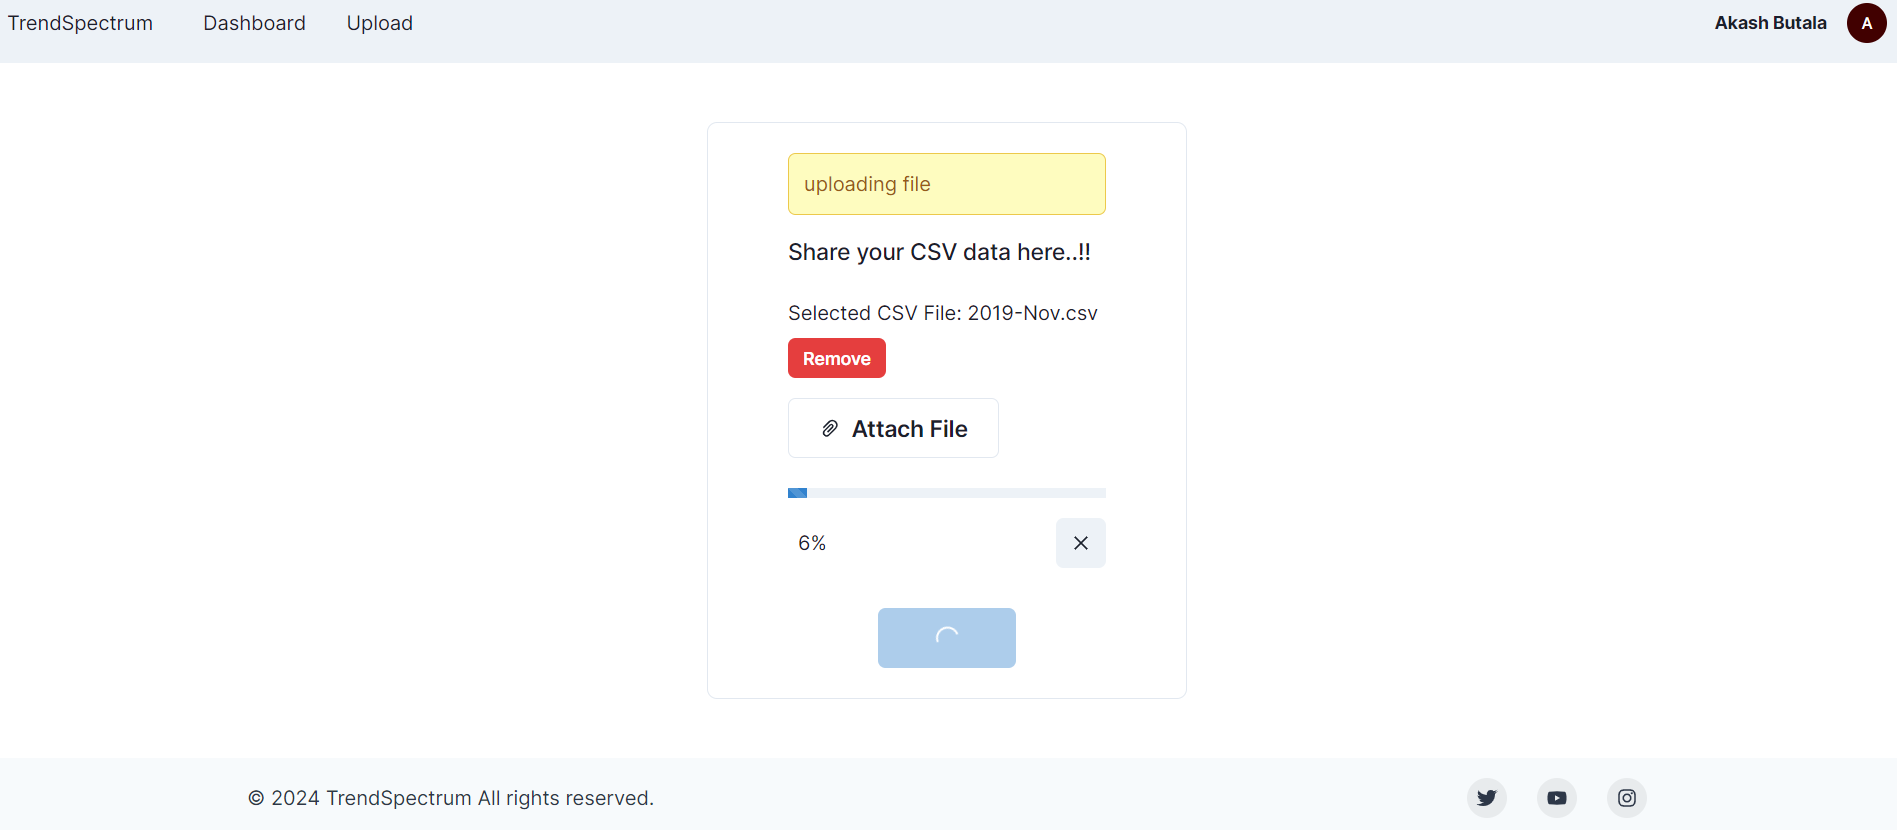 TrendSpectrum Dashboard Upload Akash Butala A
uploading file
Share your CSV data here..!!
Selected CSV File: 2019-Nov.csv
Remove
Attach File
6%
© 2024 TrendSpectrum All rights reserved.